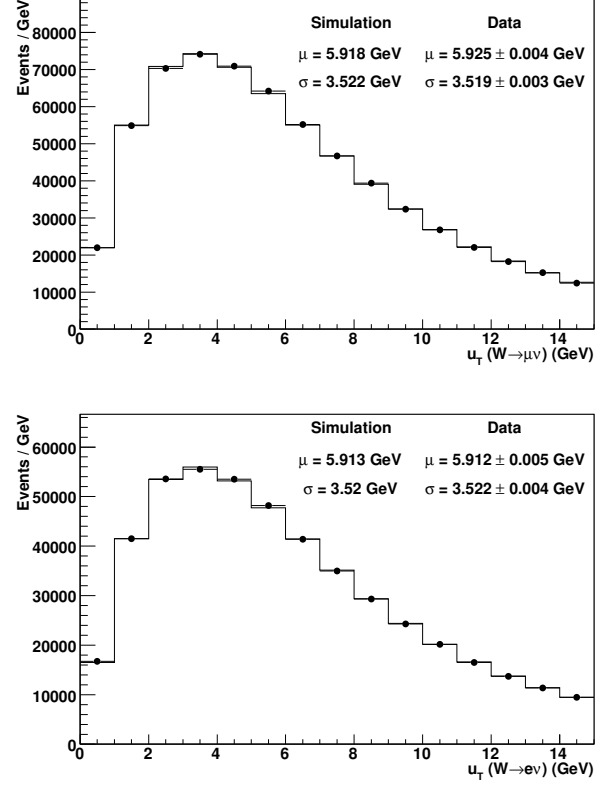 Events / GeV
Simulation Data
μ = 5.918 GeV μ = 5.925 ± 0.004 GeV
σ = 3.522 GeV σ = 3.519 ± 0.003 GeV
80000
70000
60000
50000
40000
30000
20000
10000
0
0 2 4 6 8 10 12 14
u_T (W→μν) (GeV)
Events / GeV
Simulation Data
μ = 5.913 GeV μ = 5.912 ± 0.005 GeV
σ = 3.52 GeV σ = 3.522 ± 0.004 GeV
60000
50000
40000
30000
20000
10000
0
0 2 4 6 8 10 12 14
u_T (W→eν) (GeV)